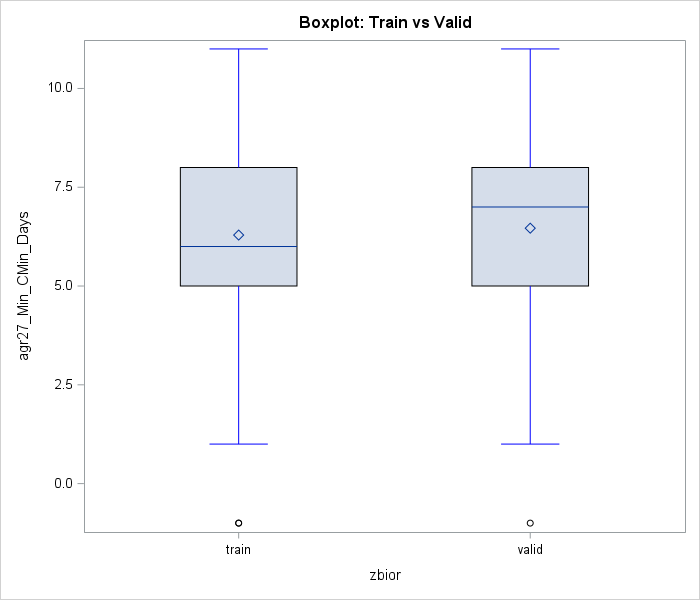 Boxplot: Train vs Valid
agr27_Min_CMin_Days
10.0
7.5
5.0
2.5
0.0
train
valid
zbior